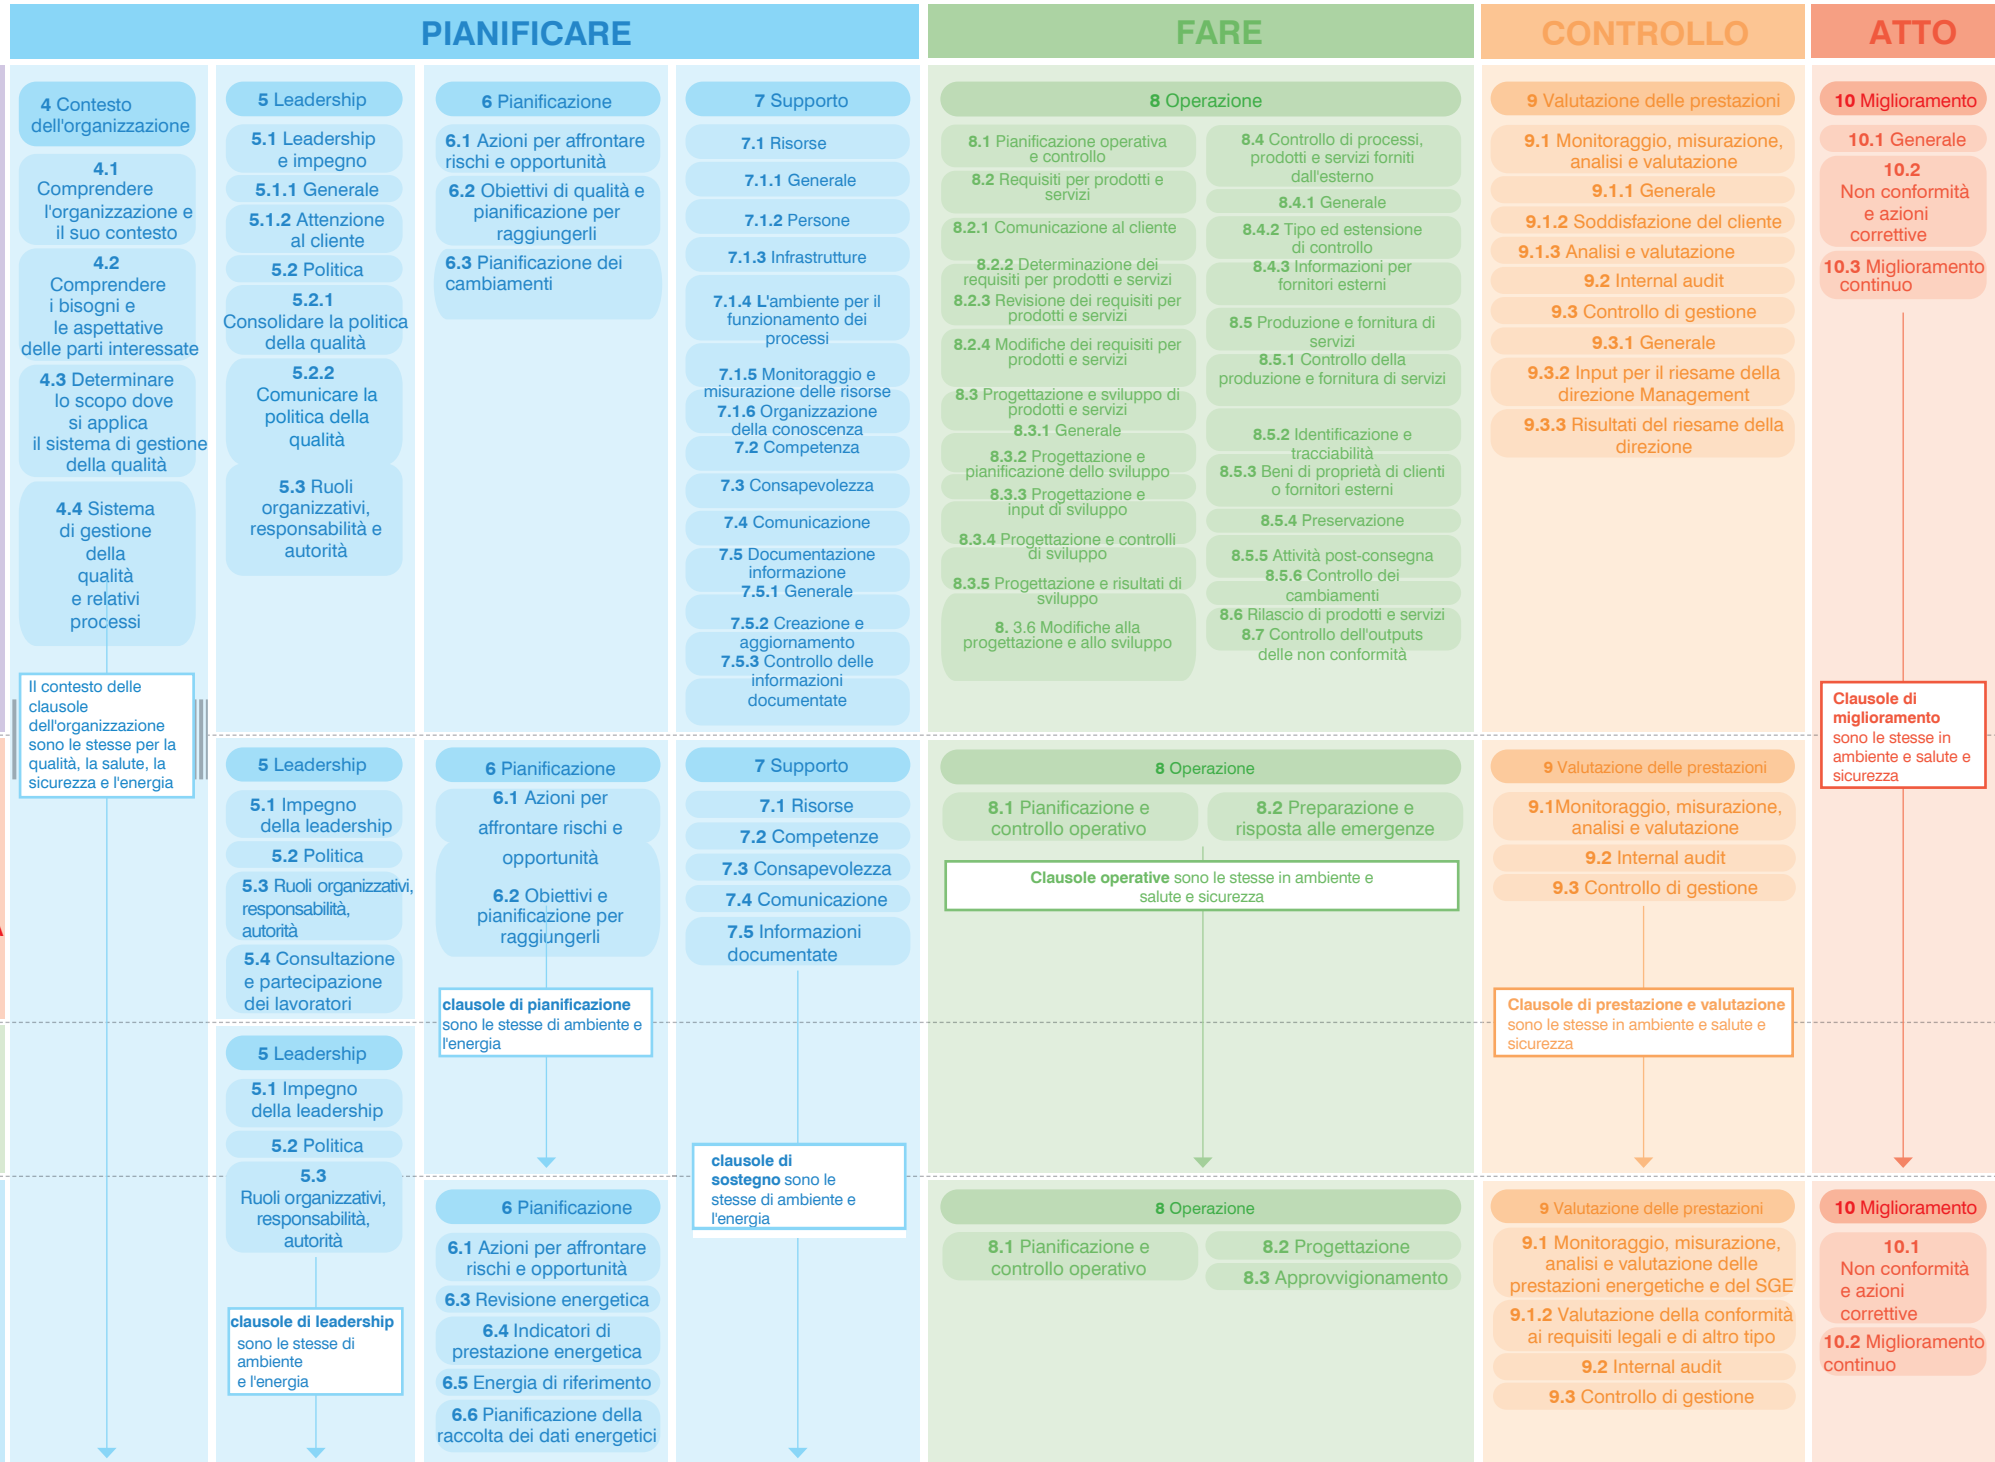 PIANIFICARE
FARE
CONTROLLO
ATTO
4 Contesto
dell'organizzazione
4.1
Comprendere
l'organizzazione e
il suo contesto
4.2
Comprendere
i bisogni e
le aspettative
delle parti interessate
4.3 Determinare
lo scopo dove
si applica
il sistema di gestione
della qualità
4.4 Sistema
di gestione
della
qualità
e relativi
processi
Il contesto delle
clausole
dell'organizzazione
sono le stesse per la
qualità, la salute, la
sicurezza e l'energia
5 Leadership
5.1 Leadership
e impegno
5.1.1 Generale
5.1.2 Attenzione
al cliente
5.2 Politica
5.2.1
Consolidare la politica
della qualità
5.2.2
Comunicare la
politica della
qualità
5.3 Ruoli
organizzativi,
responsabilità e
autorità
6 Pianificazione
6.1 Azioni per affrontare
rischi e opportunità
6.2 Obiettivi di qualità e
pianificazione per
raggiungerli
6.3 Pianificazione dei
cambiamenti
7 Supporto
7.1 Risorse
7.1.1 Generale
7.1.2 Persone
7.1.3 Infrastrutture
7.1.4 L'ambiente per il
funzionamento dei
processi
7.1.5 Monitoraggio e
misurazione delle risorse
7.1.6 Organizzazione
della conoscenza
7.2 Competenza
7.3 Consapevolezza
7.4 Comunicazione
7.5 Documentazione
informazione
7.5.1 Generale
7.5.2 Creazione e
aggiornamento
7.5.3 Controllo delle
informazioni
documentate
8 Operazione
8.1 Pianificazione operativa
e controllo
8.2 Requisiti per prodotti e
servizi
8.2.1 Comunicazione al cliente
8.2.2 Determinazione dei
requisiti per prodotti e servizi
8.2.3 Revisione dei requisiti per
prodotti e servizi
8.2.4 Modifiche dei requisiti per
prodotti e servizi
8.3 Progettazione e sviluppo di
prodotti e servizi
8.3.1 Generale
8.3.2 Progettazione e
pianificazione dello sviluppo
8.3.3 Progettazione e
input di sviluppo
8.3.4 Progettazione e controlli
di sviluppo
8.3.5 Progettazione e risultati di
sviluppo
8. 3.6 Modifiche alla
progettazione e allo sviluppo
8.4 Controllo di processi,
prodotti e servizi forniti
dall'esterno
8.4.1 Generale
8.4.2 Tipo ed estensione
di controllo
8.4.3 Informazioni per
fornitori esterni
8.5 Produzione e fornitura di
servizi
8.5.1 Controllo della
produzione e fornitura di servizi
8.5.2 Identificazione e
tracciabilità
8.5.3 Beni di proprietà di clienti
o fornitori esterni
8.5.4 Preservazione
8.5.5 Attività post-consegna
8.5.6 Controllo dei
cambiamenti
8.6 Rilascio di prodotti e servizi
8.7 Controllo dell'outputs
delle non conformità
9 Valutazione delle prestazioni
9.1 Monitoraggio, misurazione,
analisi e valutazione
9.1.1 Generale
9.1.2 Soddisfazione del cliente
9.1.3 Analisi e valutazione
9.2 Internal audit
9.3 Controllo di gestione
9.3.1 Generale
9.3.2 Input per il riesame della
direzione Management
9.3.3 Risultati del riesame della
direzione
10 Miglioramento
10.1 Generale
10.2
Non conformità
e azioni
correttive
10.3 Miglioramento
continuo
Clausole di
miglioramento
sono le stesse in
ambiente e salute e
sicurezza
5 Leadership
5.1 Impegno
della leadership
5.2 Politica
5.3 Ruoli organizzativi,
responsabilità,
autorità
5.4 Consultazione
e partecipazione
dei lavoratori
6 Pianificazione
6.1 Azioni per
affrontare rischi e
opportunità
6.2 Obiettivi e
pianificazione per
raggiungerli
clausole di pianificazione
sono le stesse di ambiente e
l'energia
7 Supporto
7.1 Risorse
7.2 Competenze
7.3 Consapevolezza
7.4 Comunicazione
7.5 Informazioni
documentate
8 Operazione
8.1 Pianificazione e
controllo operativo
8.2 Preparazione e
risposta alle emergenze
Clausole operative sono le stesse in ambiente e
salute e sicurezza
9 Valutazione delle prestazioni
9.1Monitoraggio, misurazione,
analisi e valutazione
9.2 Internal audit
9.3 Controllo di gestione
Clausole di prestazione e valutazione
sono le stesse in ambiente e salute e
sicurezza
5 Leadership
5.1 Impegno
della leadership
5.2 Politica
5.3
Ruoli organizzativi,
responsabilità,
autorità
clausole di leadership
sono le stesse di
ambiente
e l'energia
clausole di
sostegno sono le
stesse di ambiente e
l'energia
6 Pianificazione
6.1 Azioni per affrontare
rischi e opportunità
6.3 Revisione energetica
6.4 Indicatori di
prestazione energetica
6.5 Energia di riferimento
6.6 Pianificazione della
raccolta dei dati energetici
8 Operazione
8.1 Pianificazione e
controllo operativo
8.2 Progettazione
8.3 Approvvigionamento
9 Valutazione delle prestazioni
9.1 Monitoraggio, misurazione,
analisi e valutazione delle
prestazioni energetiche e del SGE
9.1.2 Valutazione della conformità
ai requisiti legali e di altro tipo
9.2 Internal audit
9.3 Controllo di gestione
10 Miglioramento
10.1
Non conformità
e azioni
correttive
10.2 Miglioramento
continuo